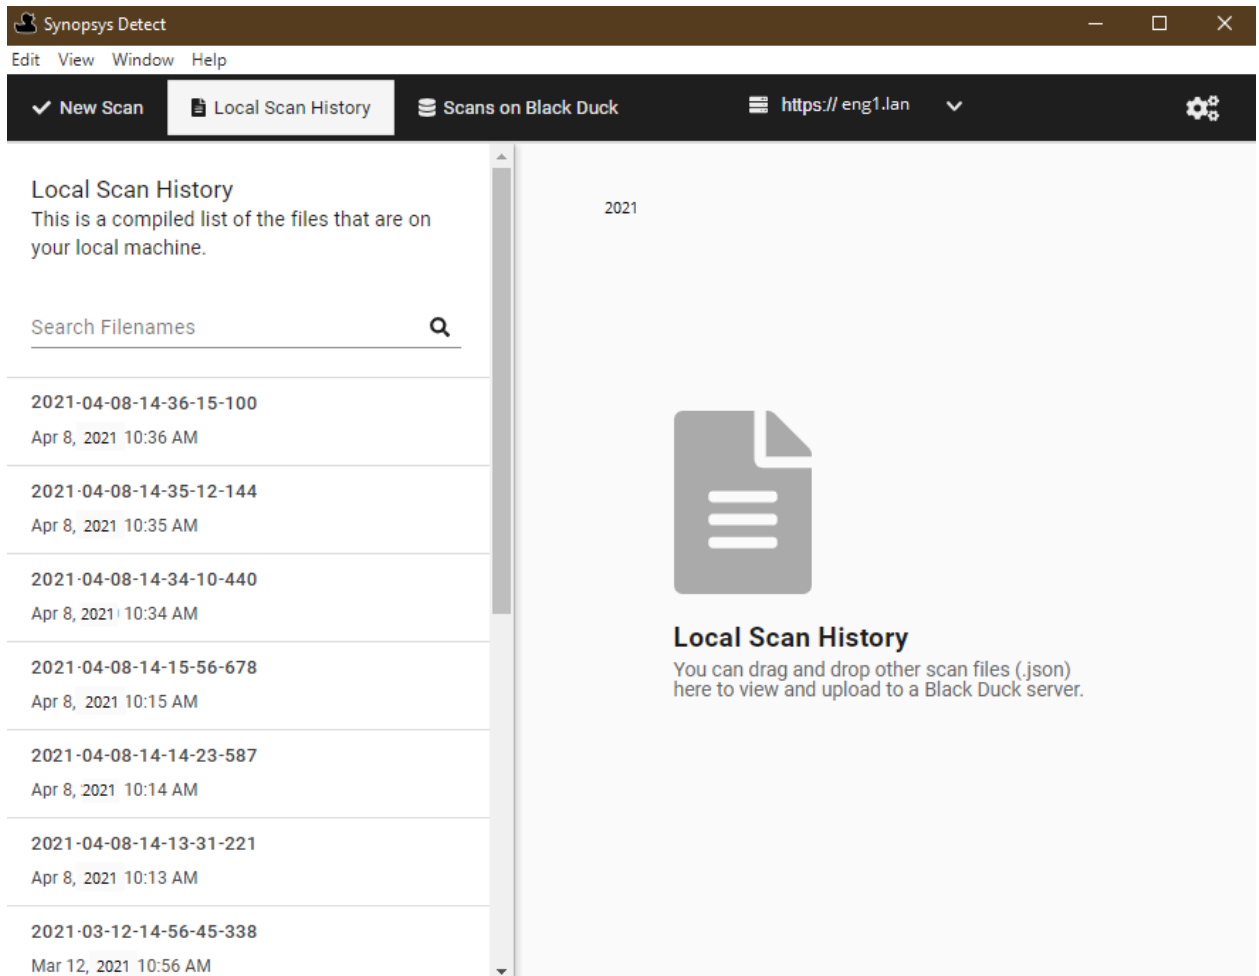 Synopsys Detect
Edit View Window Help
New Scan Local Scan History Scans on Black Duck https:// eng1.lan
Local Scan History
This is a compiled list of the files that are on
your local machine.
Search Filenames
2021-04-08-14-36-15-100
Apr 8, 2021 10:36 AM
2021-04-08-14-35-12-144
Apr 8, 2021 10:35 AM
2021-04-08-14-34-10-440
Apr 8, 2021 10:34 AM
2021-04-08-14-15-56-678
Apr 8, 2021 10:15 AM
2021-04-08-14-14-23-587
Apr 8, 2021 10:14 AM
2021-04-08-14-13-31-221
Apr 8, 2021 10:13 AM
2021-03-12-14-56-45-338
Mar 12, 2021 10:56 AM
2021
Local Scan History
You can drag and drop other scan files (.json)
here to view and upload to a Black Duck server.